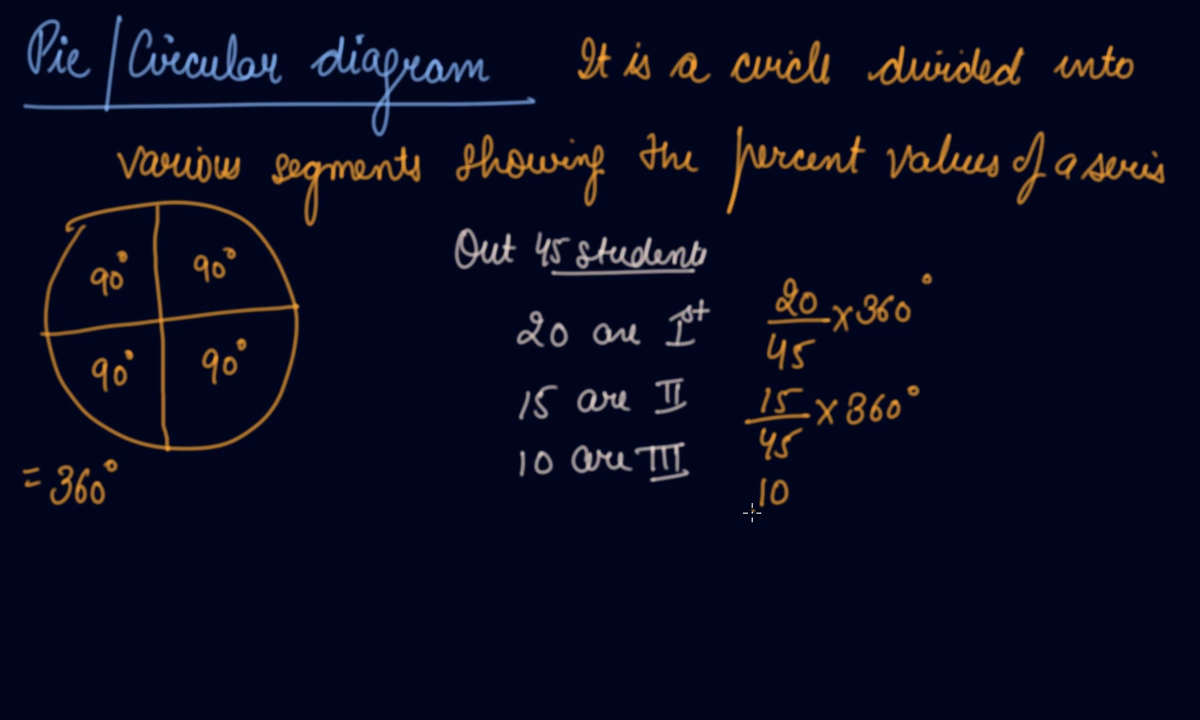 Pie/Circular diagram It is a circle divided into
various segments showing the percent values of a series
90° 90°
90° 90°
= 360°
Out 45 students
20 are Ist 20/45 x 360°
15 are II 15/45 x 360°
10 are III 10